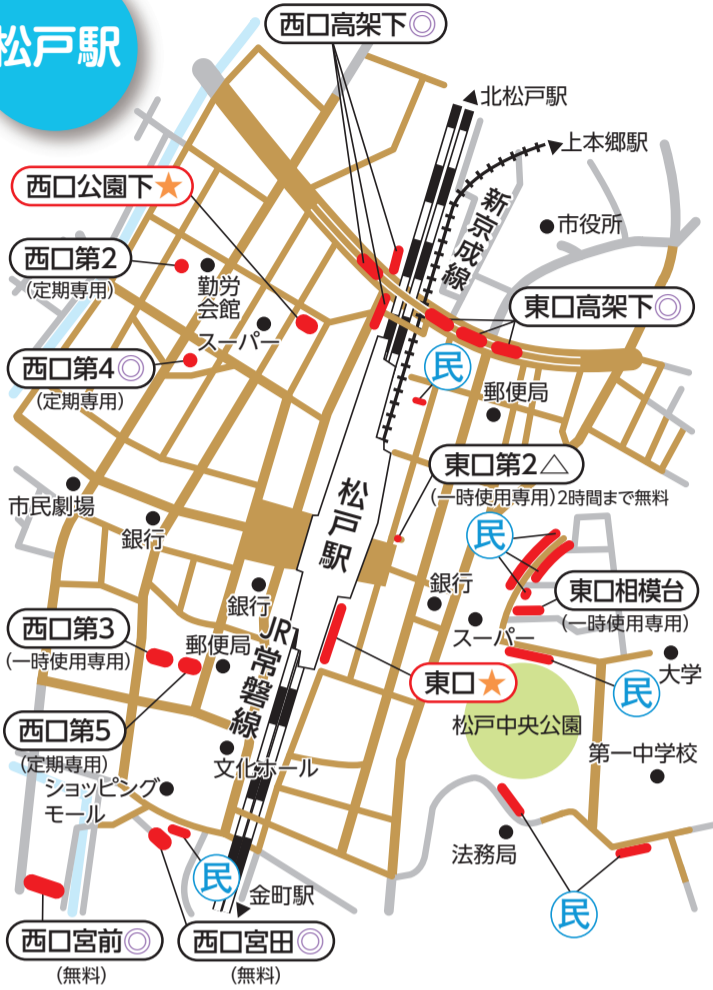 松戸駅
西口高架下◎
北松戸駅
上本郷駅
西口公園下★
新京成線
市役所
西口第2
(定期専用)
勤労
会館
スーパー
東口高架下◎
西口第4◎
(定期専用)
民
郵便局
東口第2△
(一時使用専用)2時間まで無料
松戸駅
市民劇場
銀行
民
銀行
銀行
東口相模台
(一時使用専用)
スーパー
西口第3
(一時使用専用)
郵便局
JR常磐線
東口★
民
大学
西口第5
(定期専用)
松戸中央公園
第一中学校
文化ホール
ショッピング
モール
法務局
民
金町駅
民
西口宮前◎
(無料)
西口宮田◎
(無料)